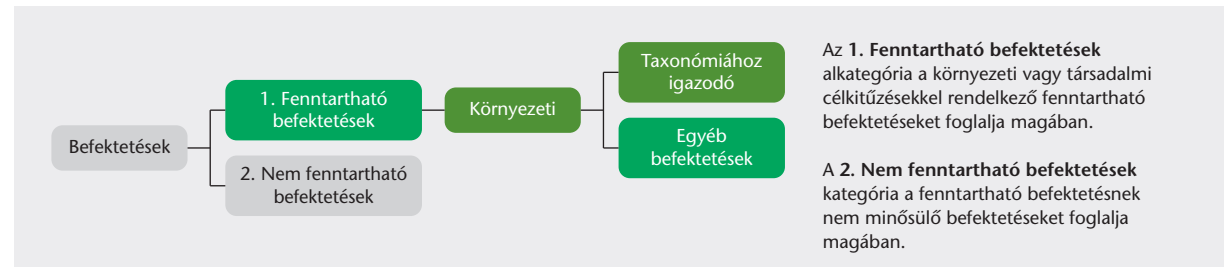 Befektetések
1. Fenntartható
befektetések
2. Nem fenntartható
befektetések
Környezeti
Taxonómiához
igazodó
Egyéb
befektetések
Az 1. Fenntartható befektetések
alkategória a környezeti vagy társadalmi
célkitűzésekkel rendelkező fenntartható
befektetéseket foglalja magában.
A 2. Nem fenntartható befektetések
kategória a fenntartható befektetésnek
nem minősülő befektetéseket foglalja
magában.